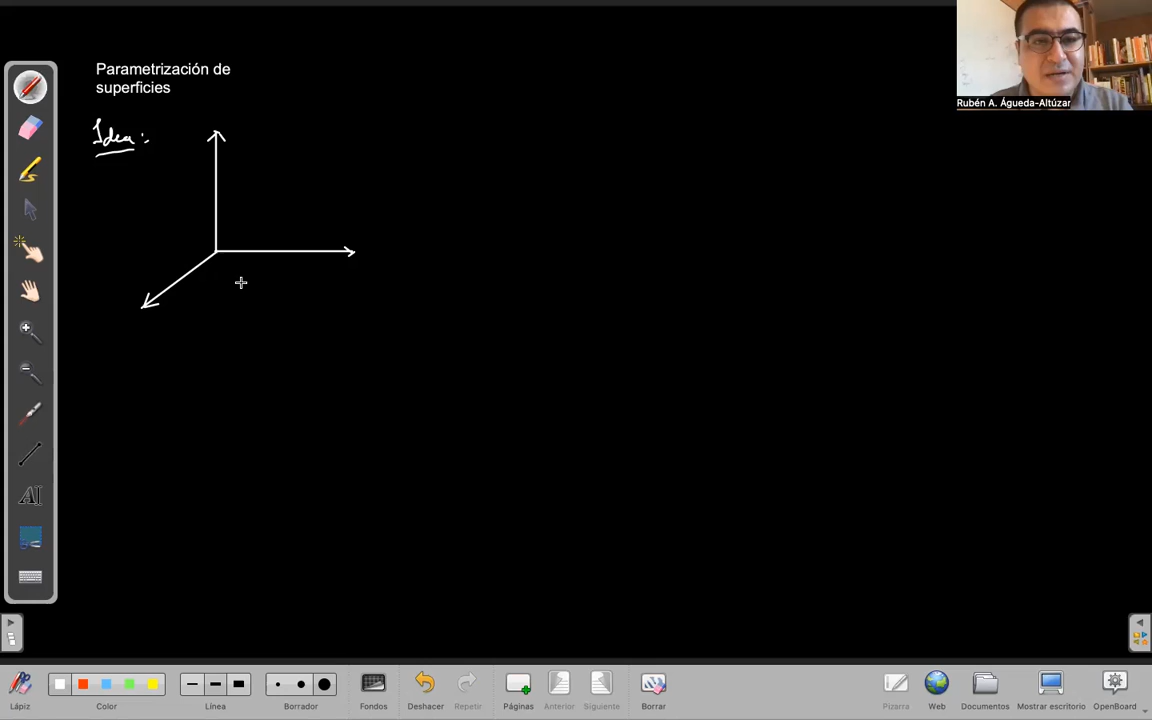 Parametrización de
superficies
Idea:
Rubén A. Águeda-Altúzar
Lápiz
Color
Línea
Borrador
Fondos
Deshacer
Repetir
Páginas
Anterior
Siguiente
Borrar
Pizarra
Web
Documentos
Mostrar escritorio
OpenBoard